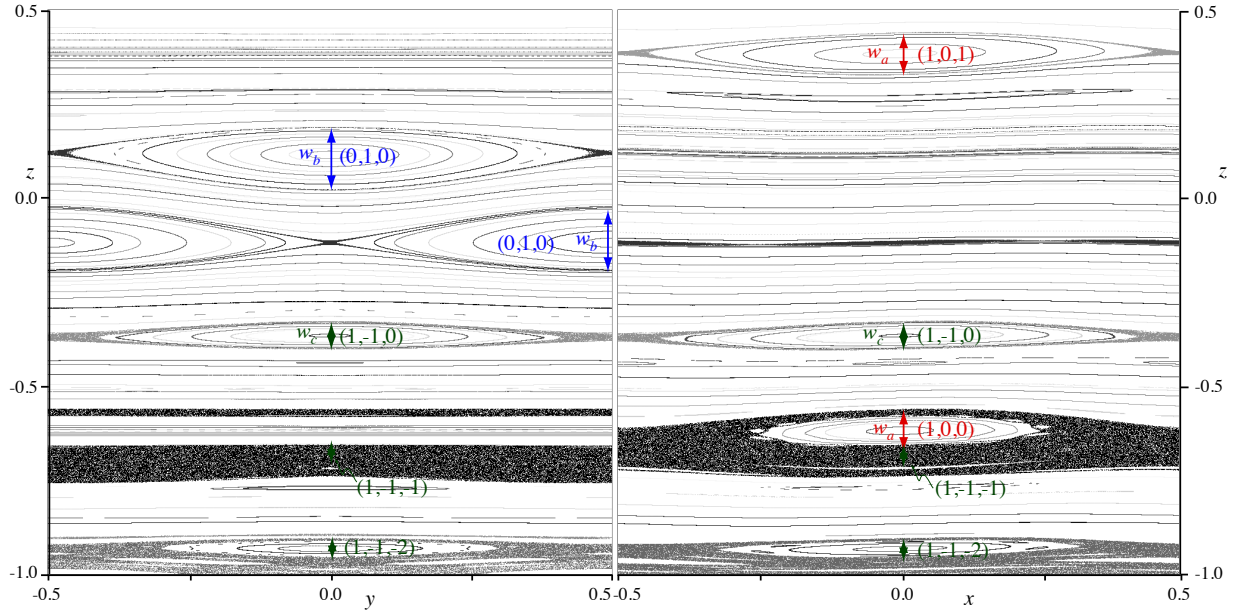 0.5
w_b (0,1,0)
z
0.0
(0,1,0) w_b
w_c (1,-1,0)
-0.5
(1, 1, 1)
(1,-1,-2)
-1.0
-0.5
0.0
0.5
y
w_a (1,0,1)
0.5
z
0.0
w_c (1,-1,0)
-0.5
w_a (1,0,0)
(1,-1,-1)
(1,-1,-2)
-1.0
0.0
0.5
x